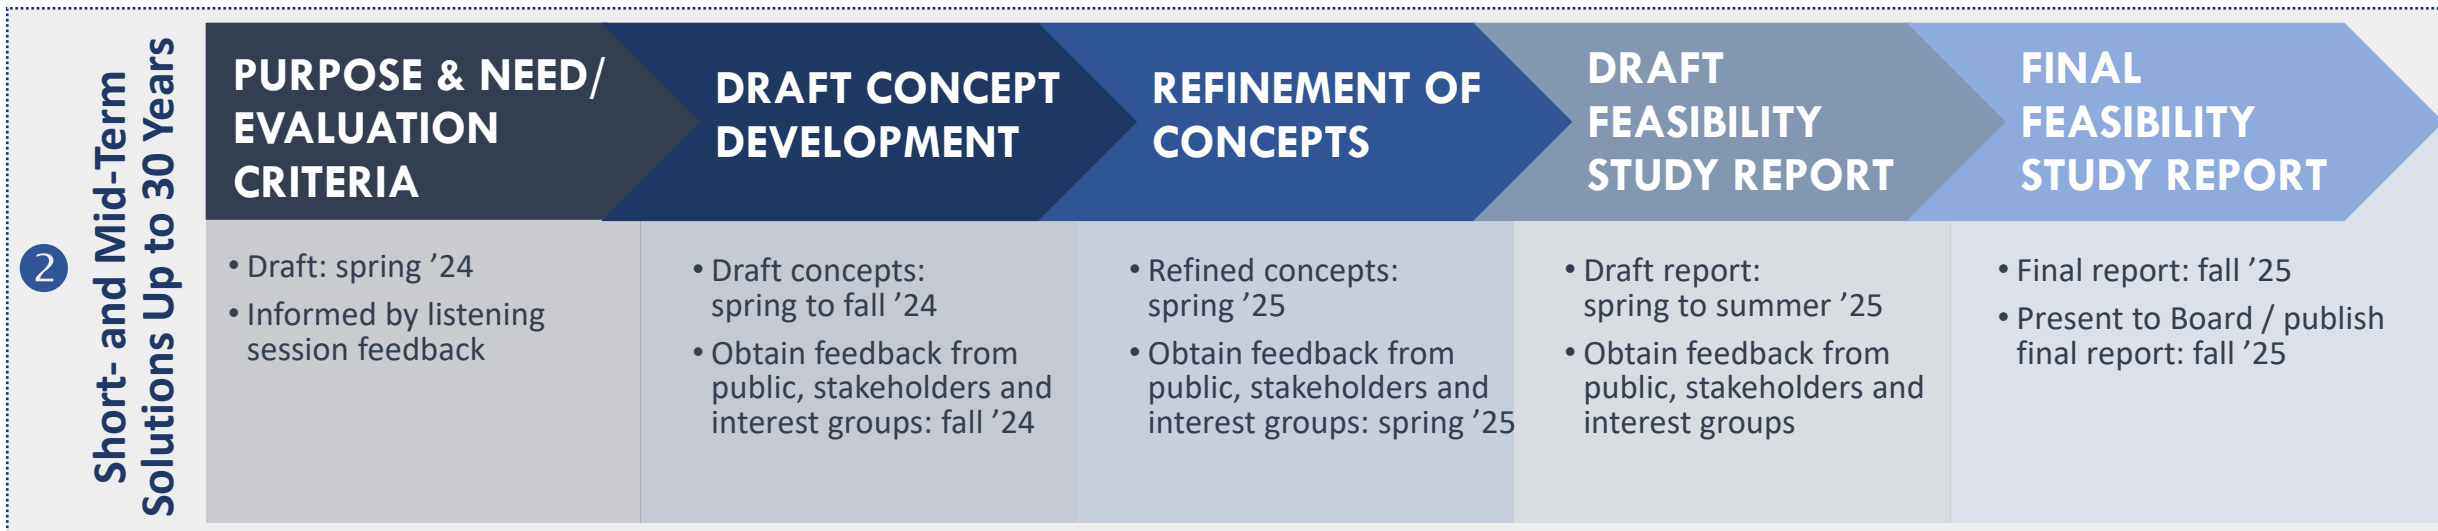 2
Short- and Mid-Term
Solutions Up to 30 Years
PURPOSE & NEED/
EVALUATION
CRITERIA
• Draft: spring ’24
• Informed by listening
session feedback
DRAFT CONCEPT
DEVELOPMENT
• Draft concepts:
spring to fall ’24
• Obtain feedback from
public, stakeholders and
interest groups: fall ’24
REFINEMENT OF
CONCEPTS
• Refined concepts:
spring ’25
• Obtain feedback from
public, stakeholders and
interest groups: spring ’25
DRAFT
FEASIBILITY
STUDY REPORT
• Draft report:
spring to summer ’25
• Obtain feedback from
public, stakeholders and
interest groups
FINAL
FEASIBILITY
STUDY REPORT
• Final report: fall ’25
• Present to Board / publish
final report: fall ’25